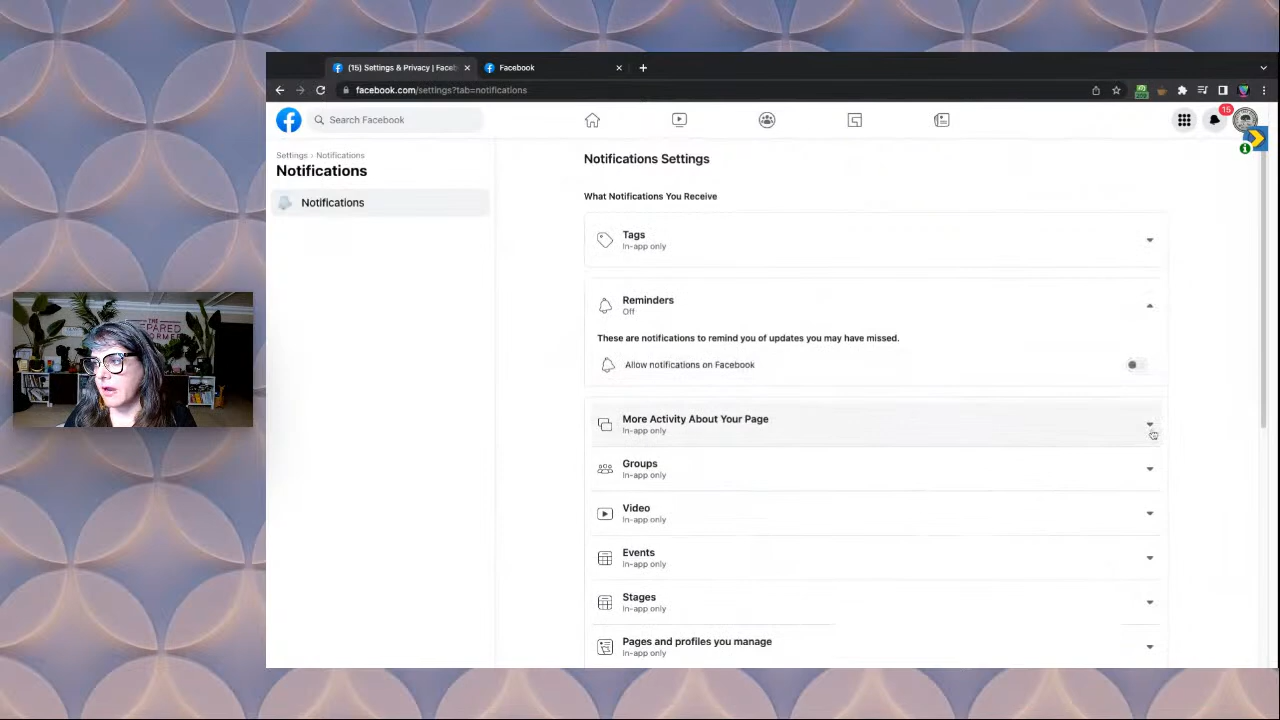 (15) Settings & Privacy | Faceb
Facebook
facebook.com/settings?tab=notifications
Search Facebook
15
Settings › Notifications
Notifications
Notifications
Notifications Settings
What Notifications You Receive
Tags
In-app only
Reminders
Off
These are notifications to remind you of updates you may have missed.
Allow notifications on Facebook
More Activity About Your Page
In-app only
Groups
In-app only
Video
In-app only
Events
In-app only
Stages
In-app only
Pages and profiles you manage
In-app only
THE